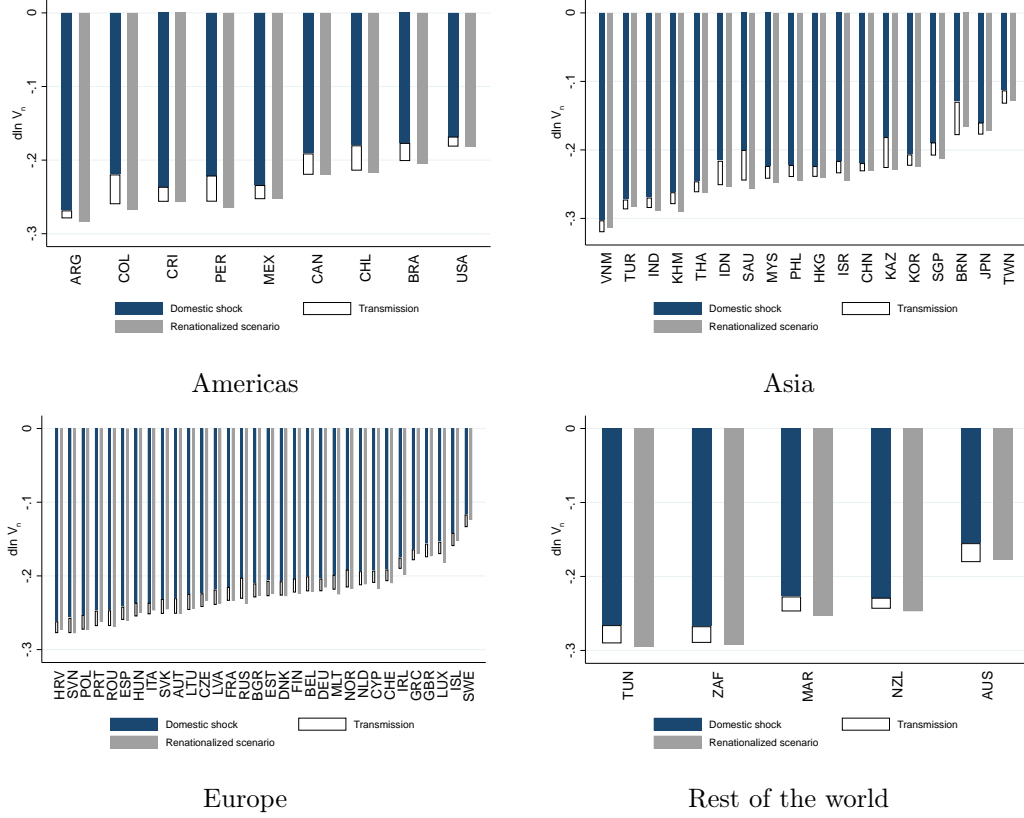 0
-.1
-.2
-.3
dln Vn
ARG COL CRI PER MEX CAN CHL BRA USA
Domestic shock Transmission
Renationalized scenario
Americas
0
-.1
-.2
-.3
dln Vn
VNM TUR IND KHM THA IDN SAU MYS PHL HKG ISR CHN KAZ KOR SGP BRN JPN TWN
Domestic shock Transmission
Renationalized scenario
Asia
0
-.1
-.2
-.3
dln Vn
HRV SVN POL PRT ROU ESP HUN ITA SVK AUT LTU CZE LVA FRA RUS BGR EST DNK FIN BEL DEU MLT NOR NLD CYP CHE IRL GRC GBR LUX ISL SWE
Domestic shock Transmission
Renationalized scenario
Europe
0
-.1
-.2
-.3
dln Vn
TUN ZAF MAR NZL AUS
Domestic shock Transmission
Renationalized scenario
Rest of the world